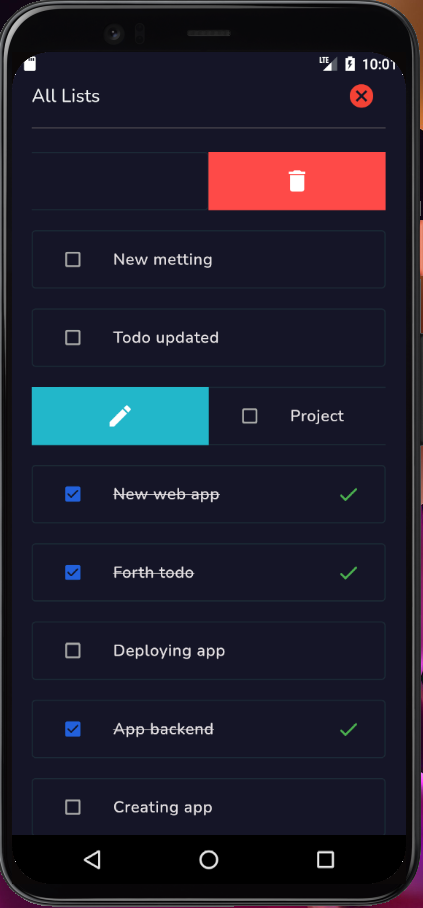 LTE
10:01
All Lists
New metting
Todo updated
Project
New web app
Forth todo
Deploying app
App backend
Creating app